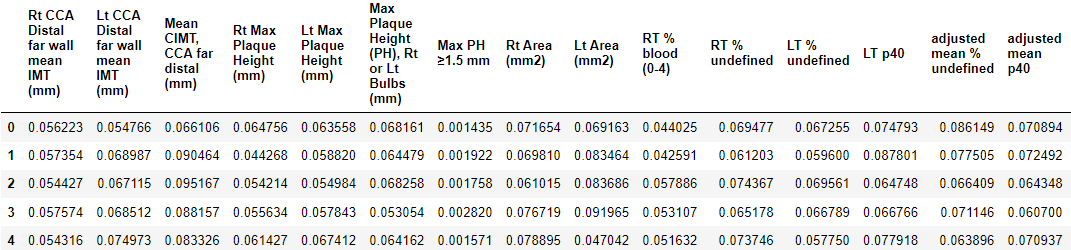 Rt CCA Distal far wall mean IMT (mm) Lt CCA Distal far wall mean IMT (mm) Mean CIMT, CCA far distal (mm) Rt Max Plaque Height (mm) Lt Max Plaque Height (mm) Max Plaque Height (PH), Rt or Lt Bulbs (mm) Max PH ≥1.5 mm Rt Area (mm2) Lt Area (mm2) RT % blood (0-4) RT % undefined LT % undefined LT p40 adjusted mean % undefined adjusted mean p40
0 0.056223 0.054766 0.066106 0.064756 0.063558 0.068161 0.001435 0.071654 0.069163 0.044025 0.069477 0.067255 0.074793 0.086149 0.070894
1 0.057354 0.068987 0.090464 0.044268 0.058820 0.064479 0.001922 0.069810 0.083464 0.042591 0.061203 0.059600 0.087801 0.077505 0.072492
2 0.054427 0.067115 0.095167 0.054214 0.054984 0.068258 0.001758 0.061015 0.083686 0.057886 0.074367 0.069561 0.064748 0.066409 0.064348
3 0.057574 0.068512 0.088157 0.055634 0.057843 0.053054 0.002820 0.076719 0.091965 0.053107 0.065178 0.066789 0.066766 0.071146 0.060700
4 0.054316 0.074973 0.083326 0.061427 0.067412 0.064162 0.001571 0.078895 0.047042 0.051632 0.073746 0.057750 0.077918 0.063896 0.070937